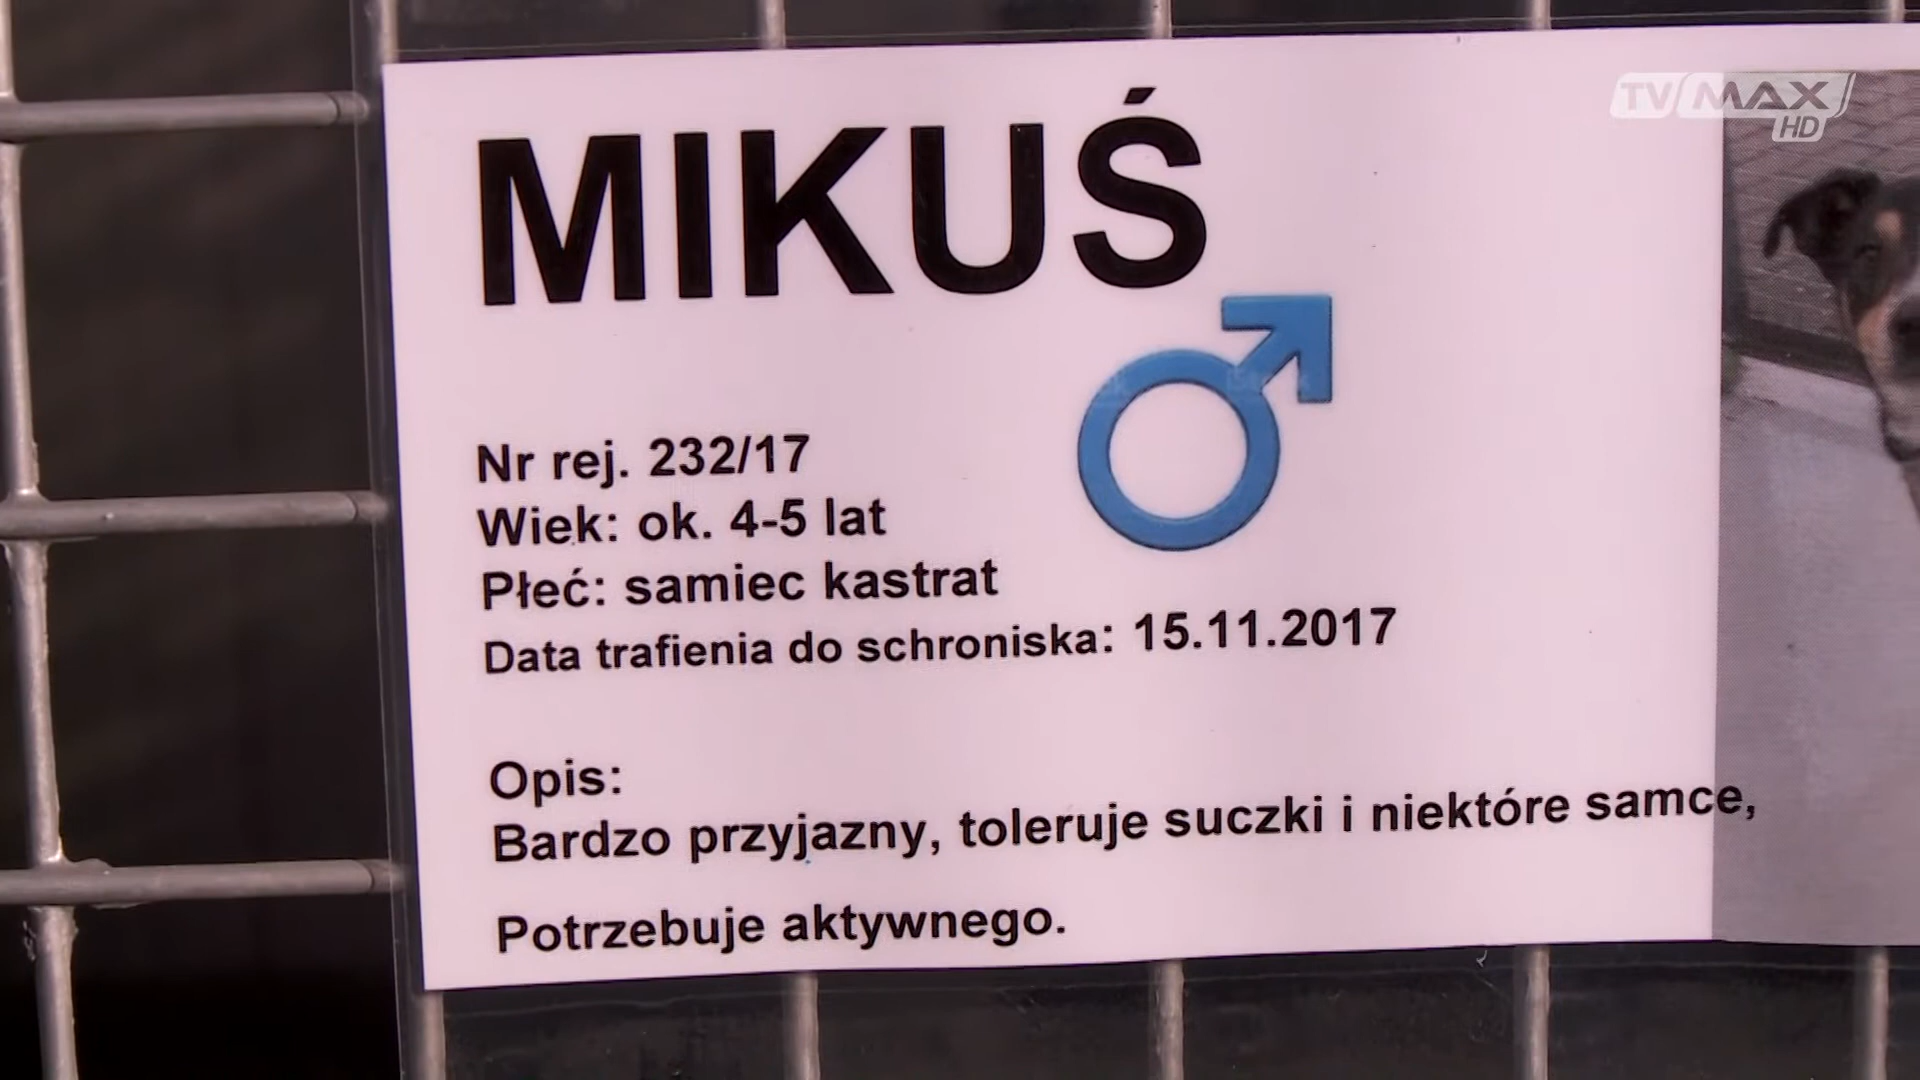 TV MAX
HD
MIKUŚ
Nr rej. 232/17
Wiek: ok. 4-5 lat
Płeć: samiec kastrat
Data trafienia do schroniska: 15.11.2017
Opis:
Bardzo przyjazny, toleruje suczki i niektóre samce,
Potrzebuje aktywnego.